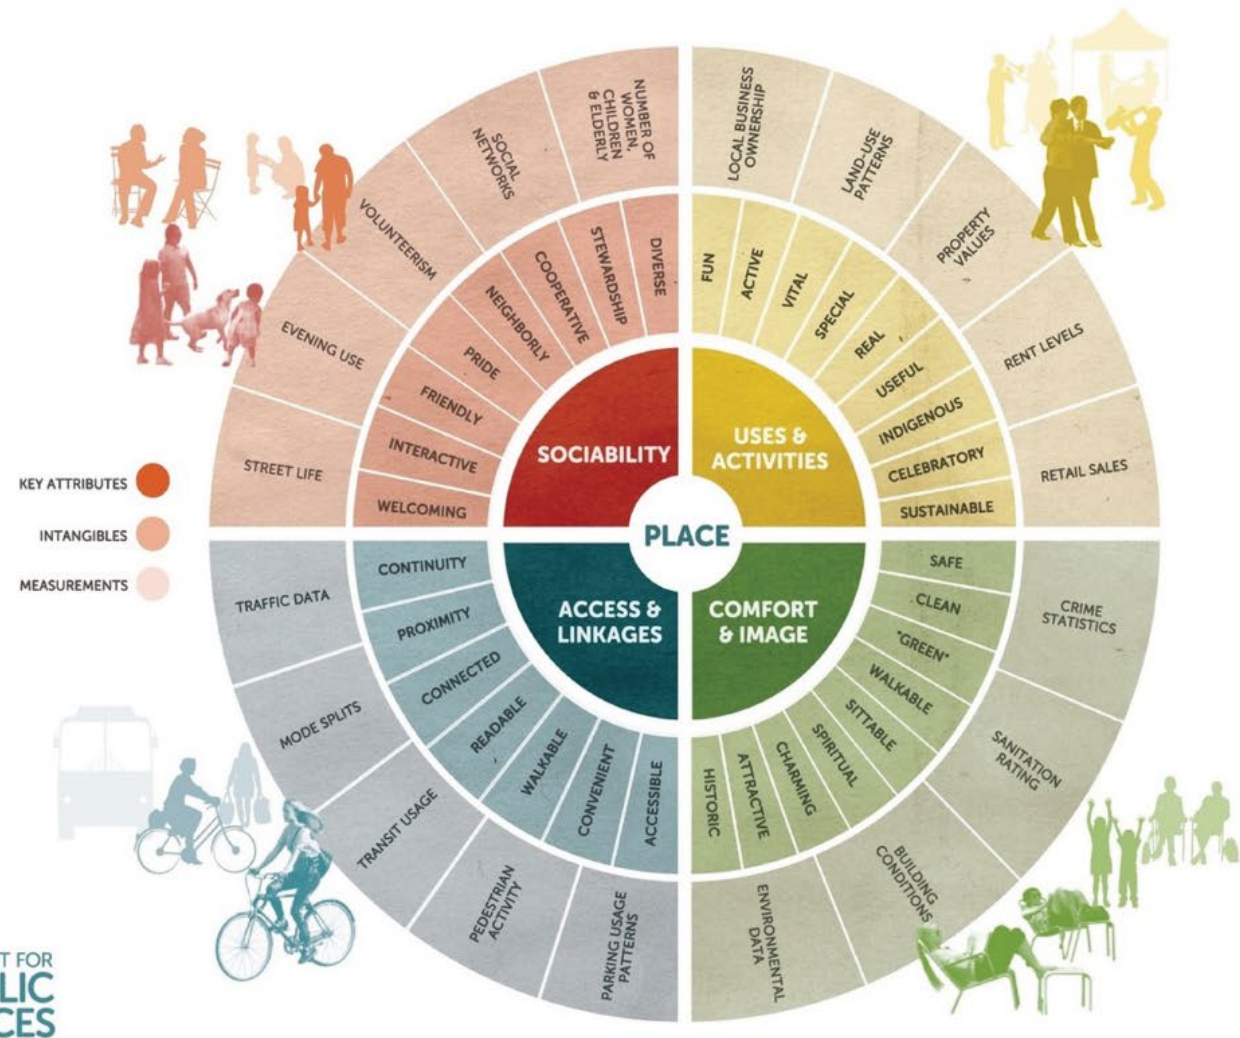 NUMBER OF
WOMEN,
CHILDREN
& ELDERLY
SOCIAL
NETWORKS
VOLUNTEERISM
EVENING USE
STREET LIFE
LOCAL BUSINESS
OWNERSHIP
LAND-USE
PATTERNS
PROPERTY
VALUES
RENT LEVELS
RETAIL SALES
DIVERSE
STEWARDSHIP
COOPERATIVE
NEIGHBORLY
PRIDE
FRIENDLY
INTERACTIVE
WELCOMING
FUN
ACTIVE
VITAL
SPECIAL
REAL
USEFUL
INDIGENOUS
CELEBRATORY
SUSTAINABLE
SOCIABILITY
USES &
ACTIVITIES
PLACE
ACCESS &
LINKAGES
COMFORT
& IMAGE
KEY ATTRIBUTES
INTANGIBLES
MEASUREMENTS
CONTINUITY
PROXIMITY
CONNECTED
READABLE
WALKABLE
CONVENIENT
ACCESSIBLE
SAFE
CLEAN
"GREEN"
WALKABLE
SITTABLE
SPIRITUAL
CHARMING
ATTRACTIVE
HISTORIC
TRAFFIC DATA
MODE SPLITS
TRANSIT USAGE
PEDESTRIAN
ACTIVITY
PARKING USAGE
PATTERNS
CRIME
STATISTICS
SANITATION
RATING
BUILDING
CONDITIONS
ENVIRONMENTAL
DATA
T FOR
LIC
CES